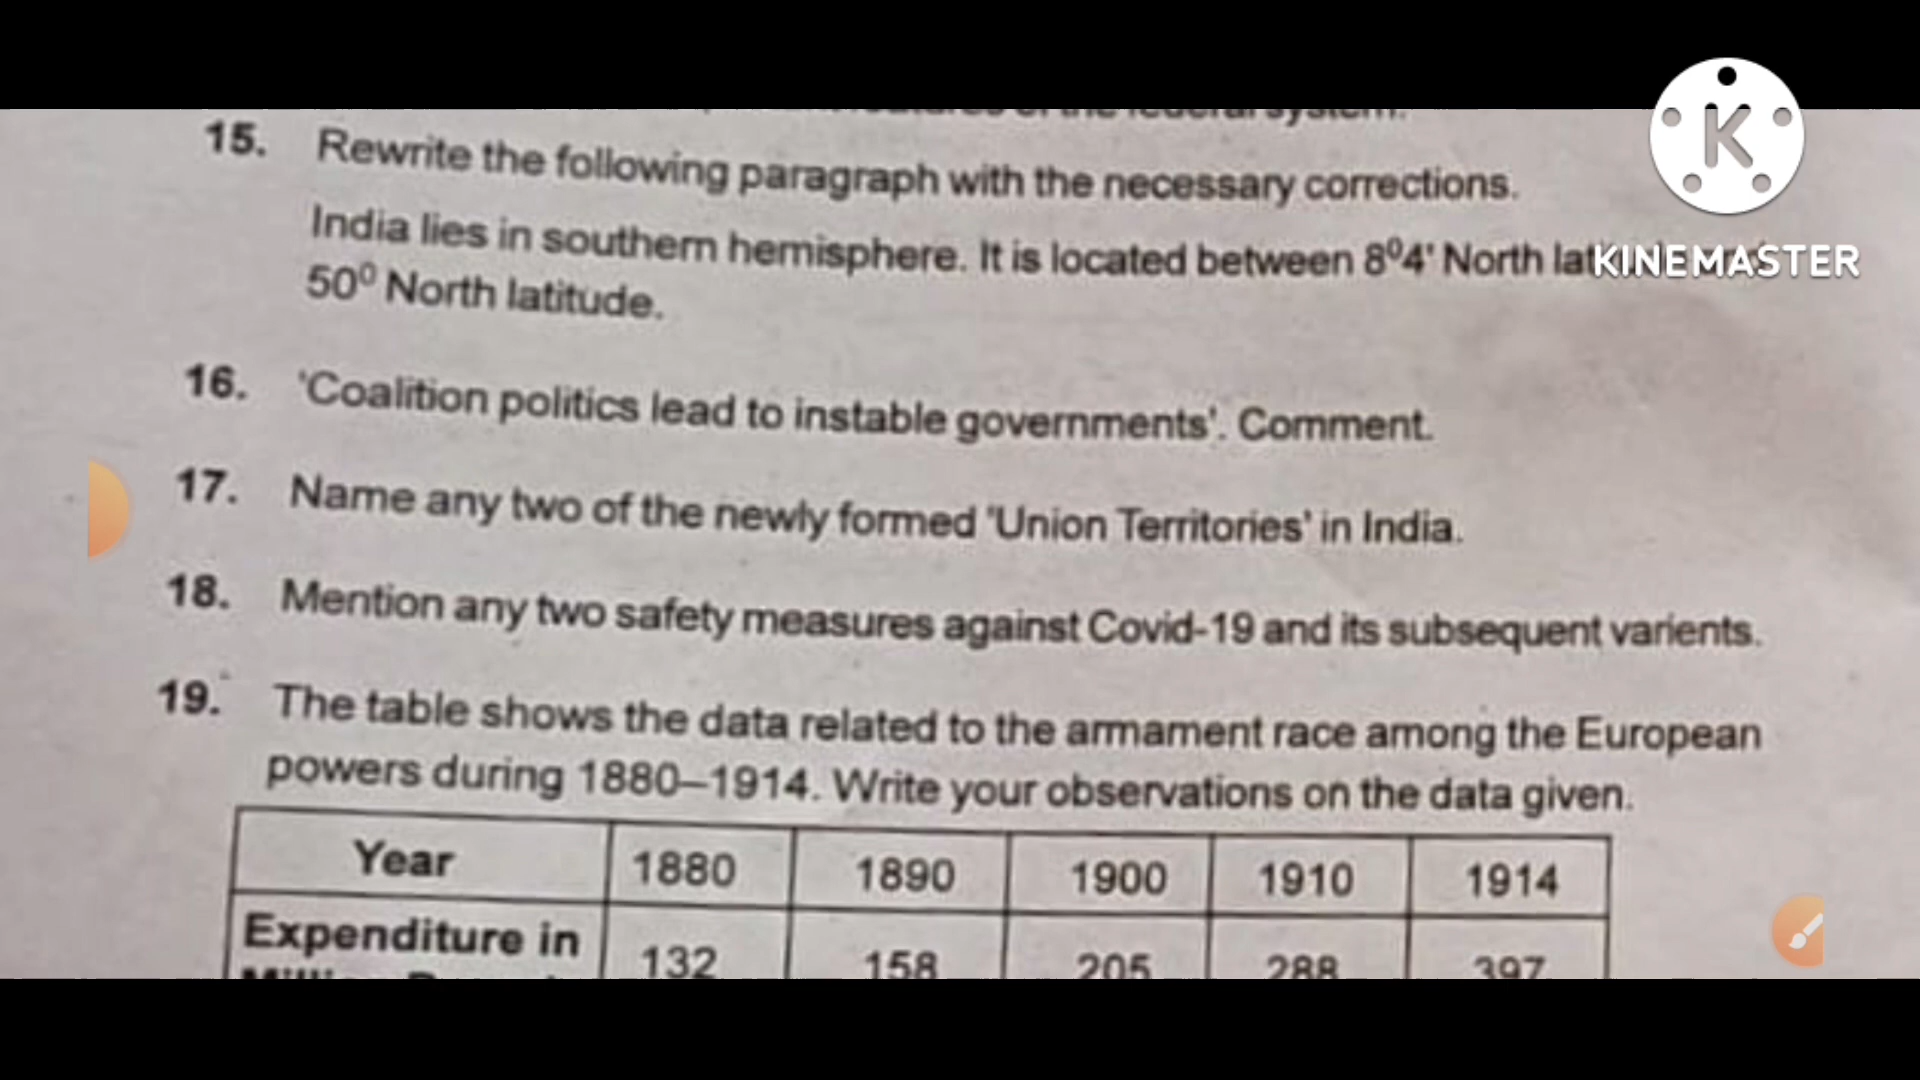 of the federal system.
15. Rewrite the following paragraph with the necessary corrections.
India lies in southern hemisphere. It is located between 8⁰4' North
50⁰ North latitude.
KINEMASTER
16. 'Coalition politics lead to instable governments'. Comment.
17. Name any two of the newly formed 'Union Territories' in India.
18. Mention any two safety measures against Covid-19 and its subsequent varients.
19. The table shows the data related to the armament race among the European
powers during 1880–1914. Write your observations on the data given.
Year 1880 1890 1900 1910 1914
Expenditure in 132 158 205 288 397